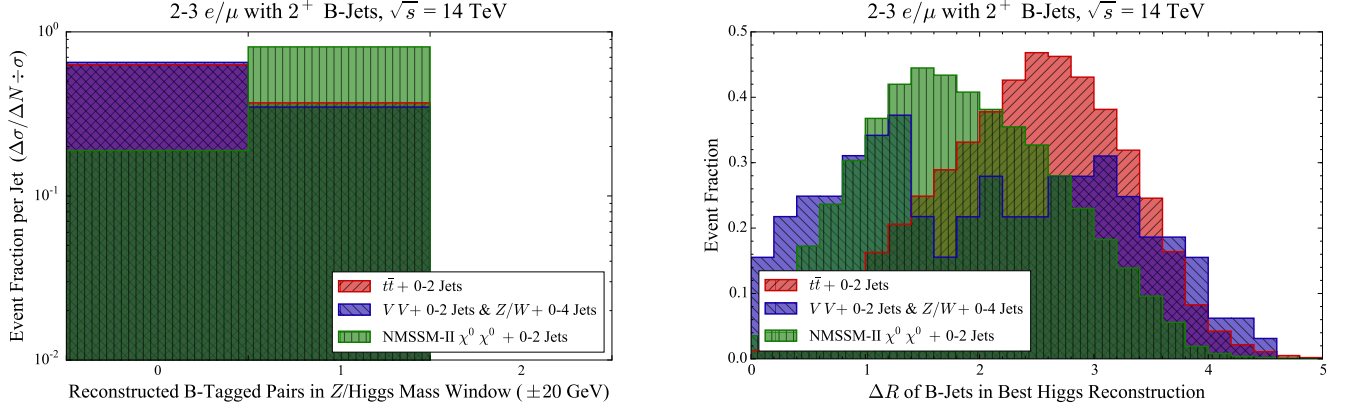 2-3 e/μ with 2⁺ B-Jets, √s = 14 TeV
Event Fraction per Jet (Δσ/ΔN ÷ σ)
10⁰
10⁻¹
10⁻²
0
1
2
tt̄ + 0-2 Jets
V V + 0-2 Jets & Z/W + 0-4 Jets
NMSSM-II χ⁰ χ⁰ + 0-2 Jets
Reconstructed B-Tagged Pairs in Z/Higgs Mass Window (±20 GeV)
2-3 e/μ with 2⁺ B-Jets, √s = 14 TeV
Event Fraction
0.5
0.4
0.3
0.2
0.1
0.0
0
1
2
3
4
5
tt̄ + 0-2 Jets
V V + 0-2 Jets & Z/W + 0-4 Jets
NMSSM-II χ⁰ χ⁰ + 0-2 Jets
ΔR of B-Jets in Best Higgs Reconstruction